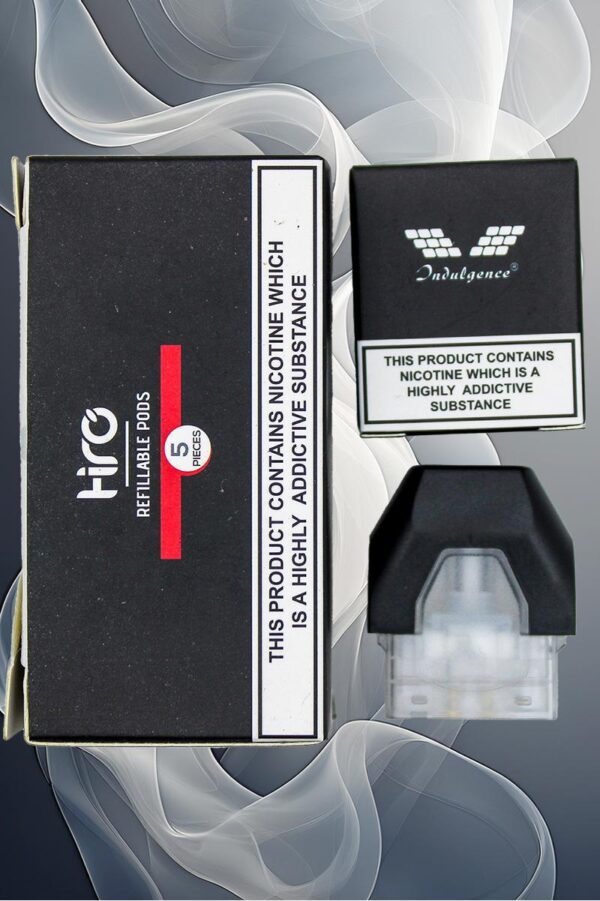 Hiro
REFILLABLE PODS
5
PIECES
THIS PRODUCT CONTAINS NICOTINE WHICH
IS A HIGHLY ADDICTIVE SUBSTANCE
Indulgence®
THIS PRODUCT CONTAINS
NICOTINE WHICH IS A
HIGHLY ADDICTIVE
SUBSTANCE